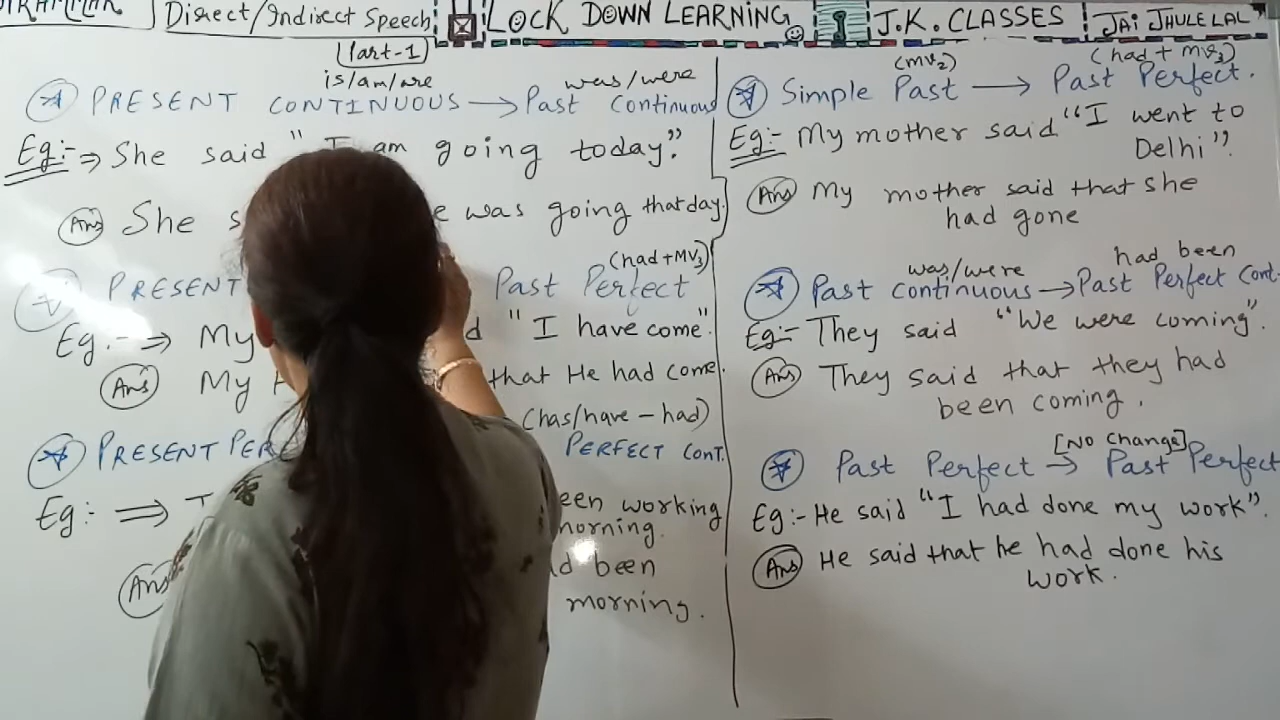 Direct/Indirect Speech
LOCK DOWN LEARNING
J.K. CLASSES
JAI JHULELAL
Part-1
is/am/are
was/were
PRESENT CONTINUOUS → Past Continuous
Eg:- ⇒ She said "I am going today."
Ans She was going that day.
(had+MV3)
PRESENT Past Perfect
Eg.- ⇒ My "I have come".
Ans My that He had come.
(has/have - had)
PRESENT PERFECT CONT.
Eg:- ⇒ working
morning.
Ans been
morning.
(mv2)
(had + mv3)
Simple Past → Past Perfect.
Eg:- My mother said "I went to
Delhi".
Ans My mother said that she
had gone
was/were
had been
Past continuous → Past Perfect Cont.
Eg:- They said "We were coming".
Ans They said that they had
been coming.
[No change]
Past Perfect → Past Perfect
Eg:- He said "I had done my work".
Ans He said that he had done his
work.